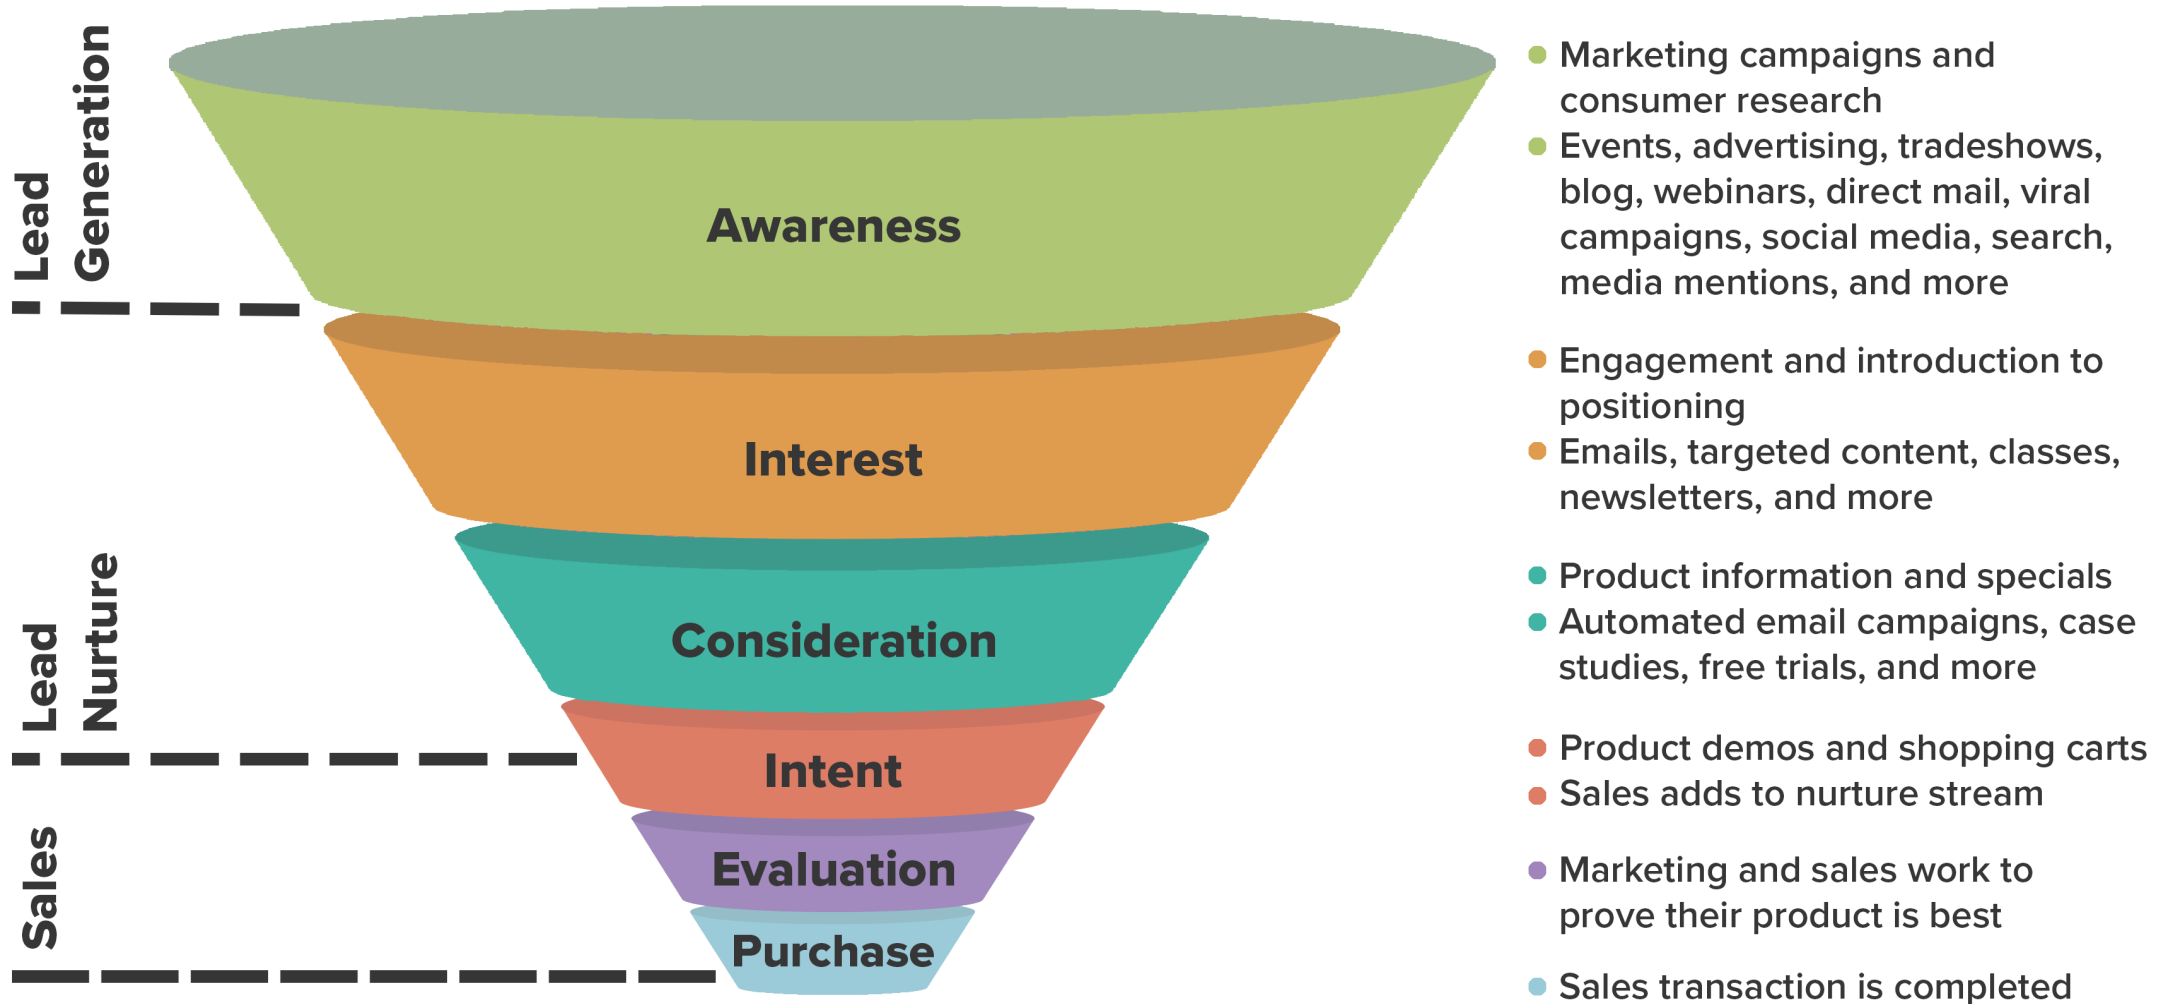 Lead
Generation
Awareness
Marketing campaigns and
consumer research
Events, advertising, tradeshows,
blog, webinars, direct mail, viral
campaigns, social media, search,
media mentions, and more
Interest
Engagement and introduction to
positioning
Emails, targeted content, classes,
newsletters, and more
Lead
Nurture
Consideration
Product information and specials
Automated email campaigns, case
studies, free trials, and more
Intent
Product demos and shopping carts
Sales adds to nurture stream
Sales
Evaluation
Marketing and sales work to
prove their product is best
Purchase
Sales transaction is completed